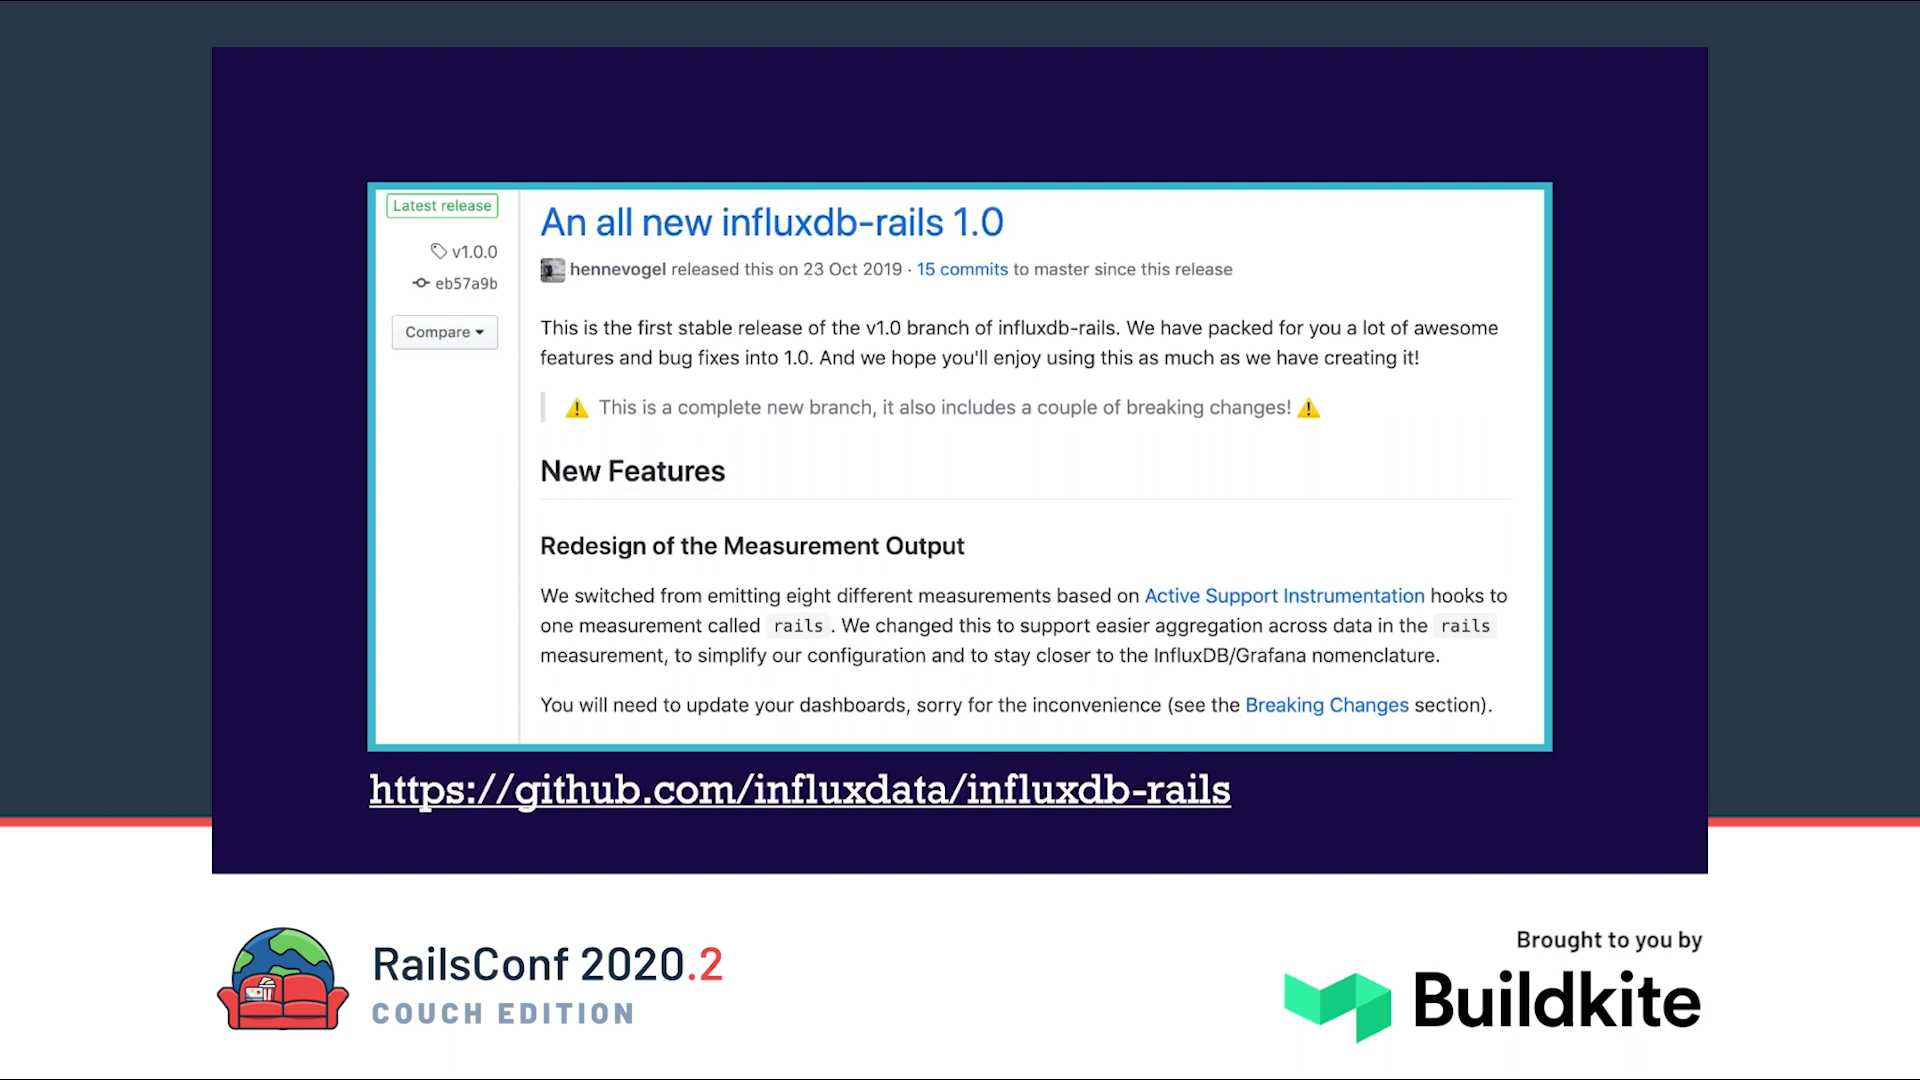 Latest release
v1.0.0
eb57a9b
Compare
An all new influxdb-rails 1.0
hennevogel released this on 23 Oct 2019 · 15 commits to master since this release
This is the first stable release of the v1.0 branch of influxdb-rails. We have packed for you a lot of awesome
features and bug fixes into 1.0. And we hope you'll enjoy using this as much as we have creating it!
⚠️ This is a complete new branch, it also includes a couple of breaking changes! ⚠️
New Features
Redesign of the Measurement Output
We switched from emitting eight different measurements based on Active Support Instrumentation hooks to
one measurement called rails. We changed this to support easier aggregation across data in the rails
measurement, to simplify our configuration and to stay closer to the InfluxDB/Grafana nomenclature.
You will need to update your dashboards, sorry for the inconvenience (see the Breaking Changes section).
https://github.com/influxdata/influxdb-rails
RailsConf 2020.2
COUCH EDITION
Brought to you by
Buildkite